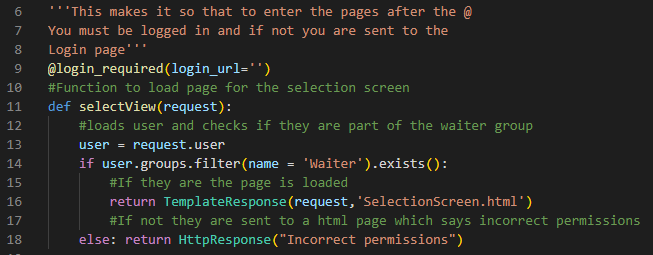 6 '''This makes it so that to enter the pages after the @
7 You must be logged in and if not you are sent to the
8 Login page'''
9 @login_required(login_url='')
10 #Function to load page for the selection screen
11 def selectView(request):
12     #loads user and checks if they are part of the waiter group
13     user = request.user
14     if user.groups.filter(name = 'Waiter').exists():
15         #If they are the page is loaded
16         return TemplateResponse(request,'SelectionScreen.html')
17         #If not they are sent to a html page which says incorrect permissions
18     else: return HttpResponse("Incorrect permissions")